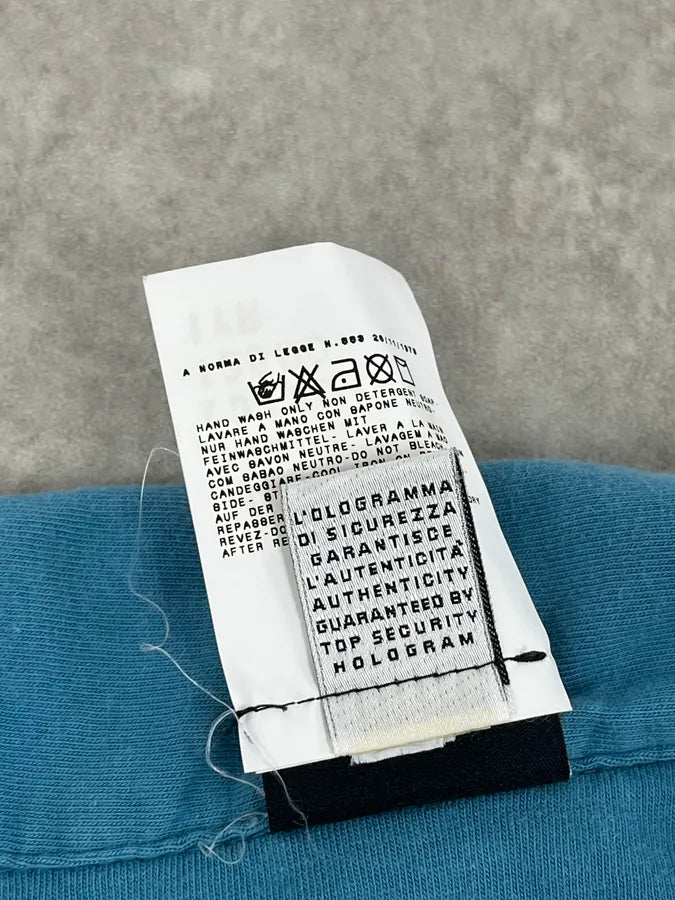 A NORMA DI LEGGE N.883 26/11/1973
HAND WASH ONLY NON DETERGENT SOAP-
LAVARE A MANO CON SAPONE NEUTRO-
NUR HAND WASCHEN MIT
FEINWASCHMITTEL- LAVER A LA MAIN
AVEC SAVON NEUTRE- LAVAGEM A MAO
COM SABAO NEUTRO-DO NOT BLEACH
CANDEGGIARE-COOL IRON ON
SIDE-
AUF DER
REPASSER
REVEZ-DO
AFTER
L'OLOGRAMMA
DI SICUREZZA
GARANTISCE
L'AUTENTICITÀ
AUTHENTICITY
GUARANTEED BY
TOP SECURITY
HOLOGRAM